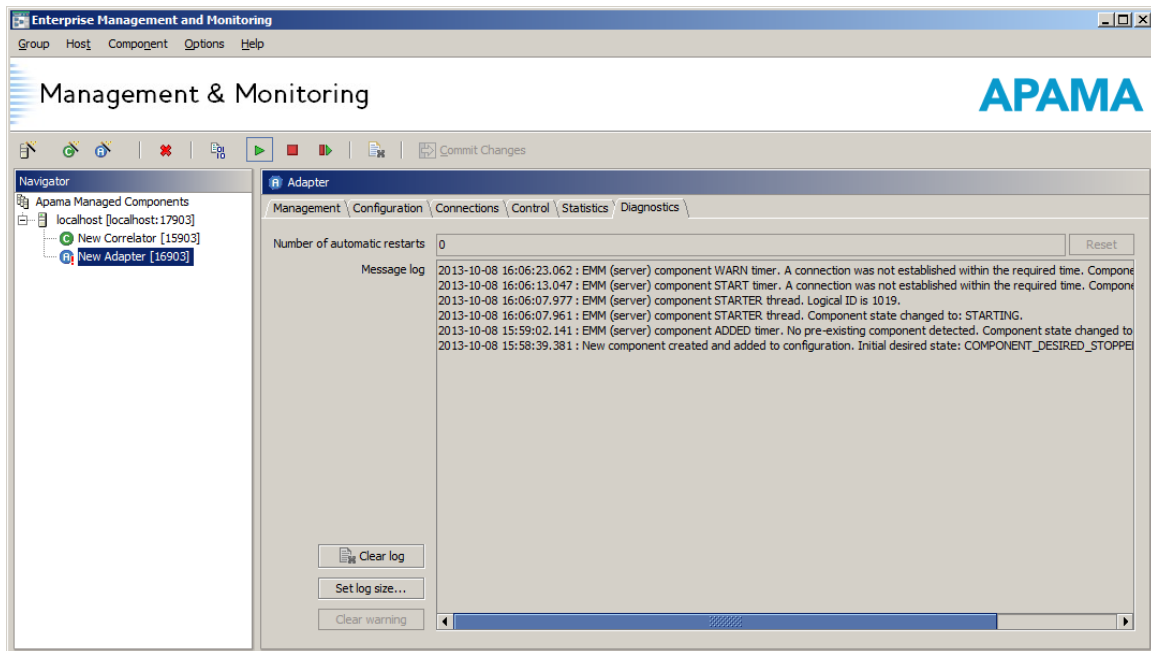 Enterprise Management and Monitoring
Group Host Component Options Help
Management & Monitoring
APAMA
Commit Changes
Navigator
Adapter
Apama Managed Components
localhost [localhost:17903]
New Correlator [15903]
New Adapter [16903]
Management Configuration Connections Control Statistics Diagnostics
Number of automatic restarts 0 Reset
Message log
2013-10-08 16:06:23.062 : EMM (server) component WARN timer. A connection was not established within the required time. Compone
2013-10-08 16:06:13.047 : EMM (server) component START timer. A connection was not established within the required time. Compone
2013-10-08 16:06:07.977 : EMM (server) component STARTER thread. Logical ID is 1019.
2013-10-08 16:06:07.961 : EMM (server) component STARTER thread. Component state changed to: STARTING.
2013-10-08 15:59:02.141 : EMM (server) component ADDED timer. No pre-existing component detected. Component state changed to
2013-10-08 15:58:39.381 : New component created and added to configuration. Initial desired state: COMPONENT_DESIRED_STOPPE
Clear log
Set log size...
Clear warning